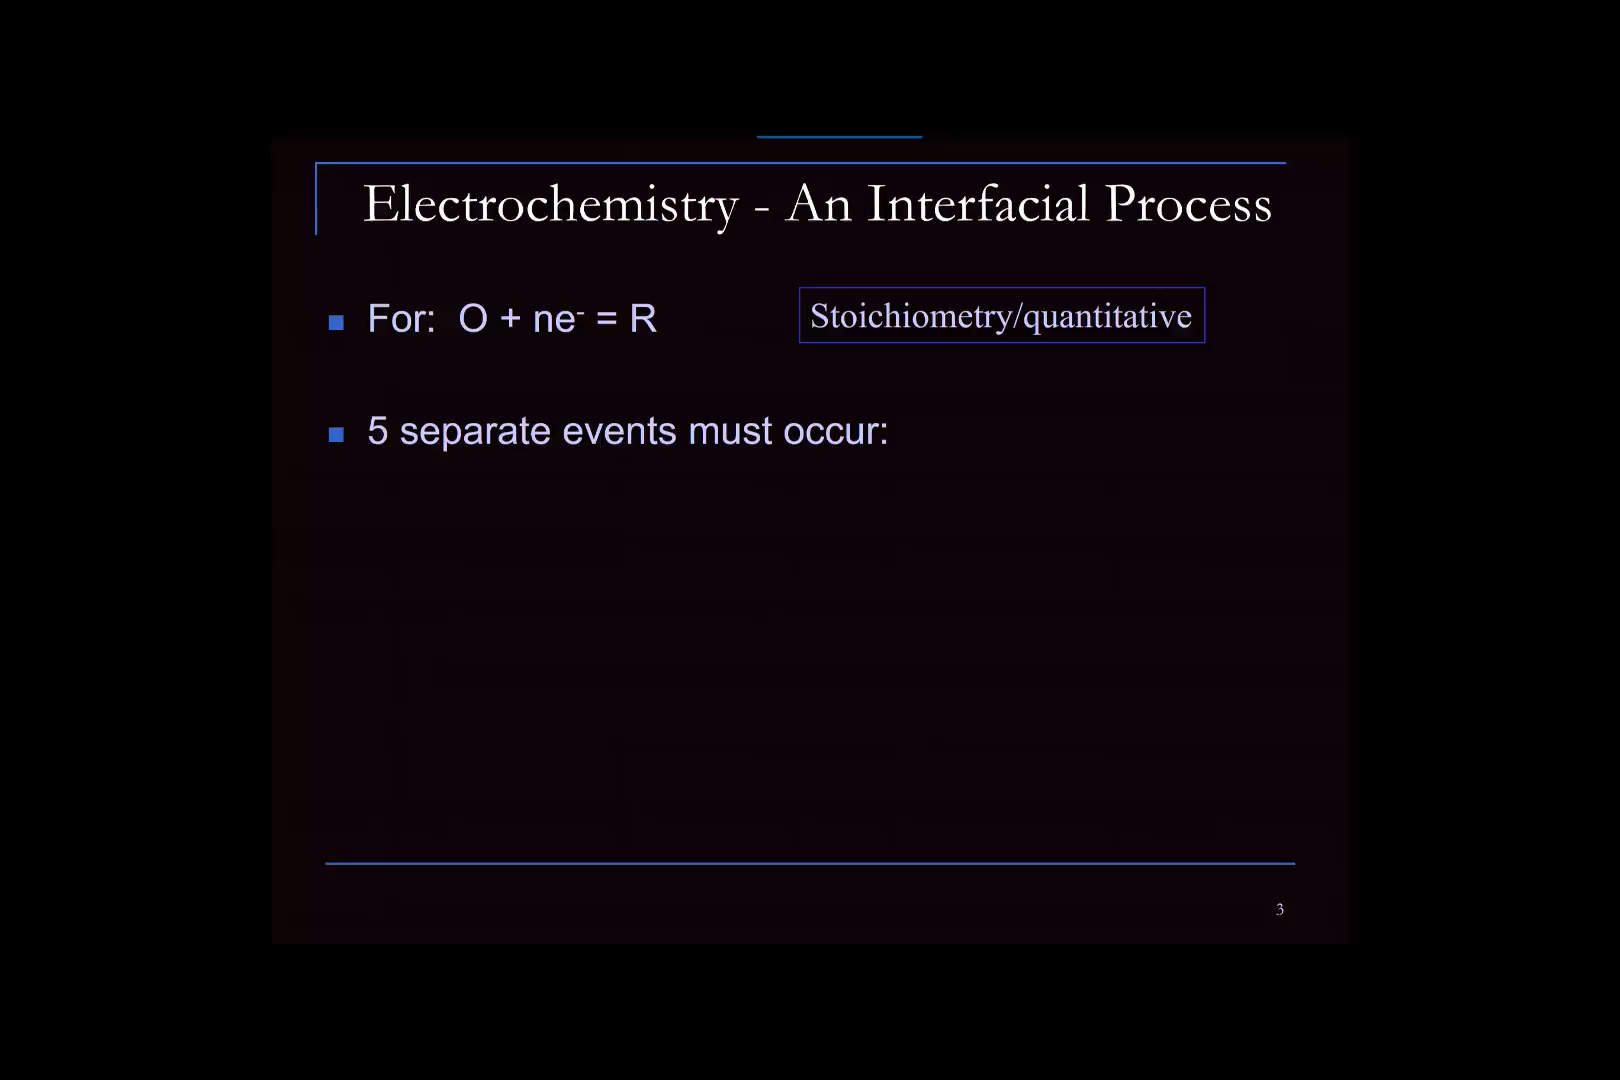 Electrochemistry - An Interfacial Process
For: O + ne⁻ = R
Stoichiometry/quantitative
5 separate events must occur:
3